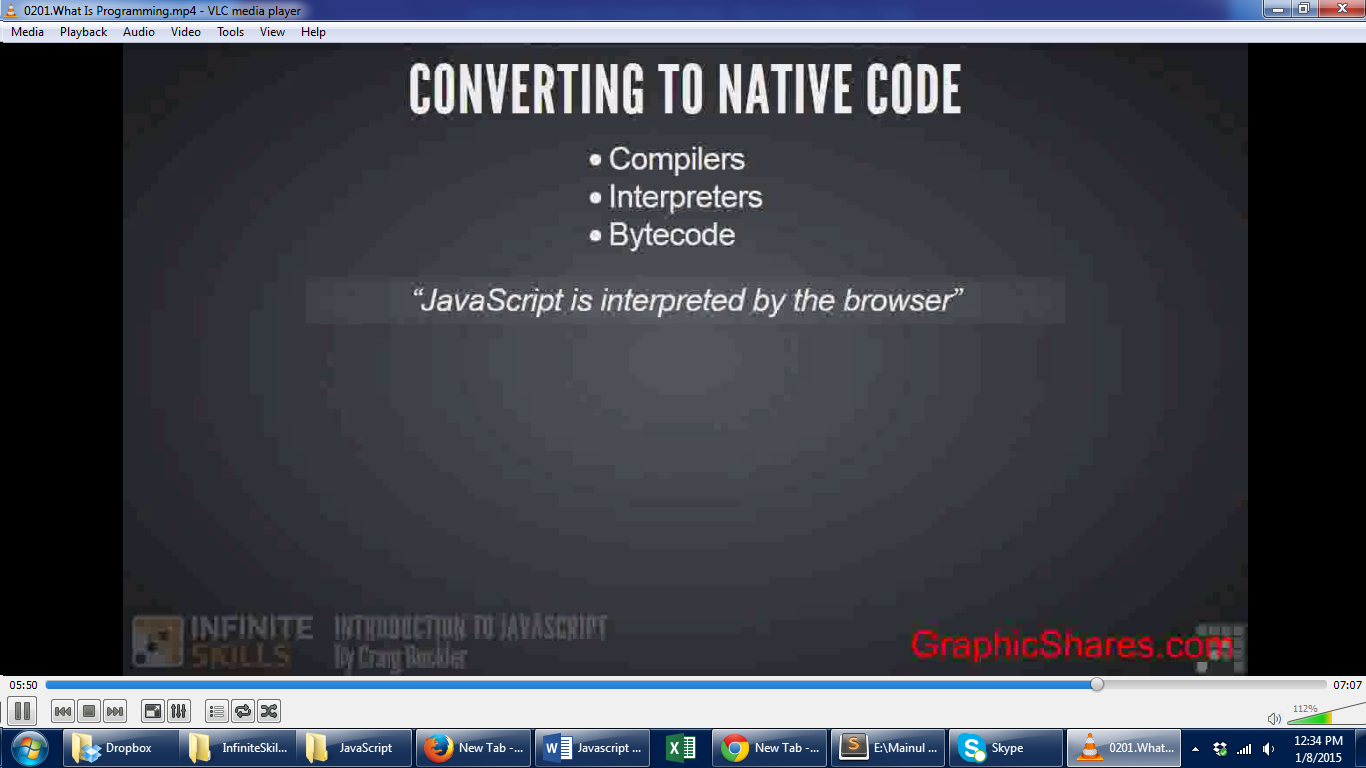 0201.What Is Programming.mp4 - VLC media player
Media Playback Audio Video Tools View Help
CONVERTING TO NATIVE CODE
• Compilers
• Interpreters
• Bytecode
“JavaScript is interpreted by the browser”
INFINITE SKILLS
INTRODUCTION TO JAVASCRIPT
By Craig Buckler
GraphicShares.com
05:50 07:07
112%
Dropbox InfiniteSkil... JavaScript New Tab -... Javascript ... New Tab -... E:\Mainul ... Skype 0201.What...
12:34 PM
1/8/2015